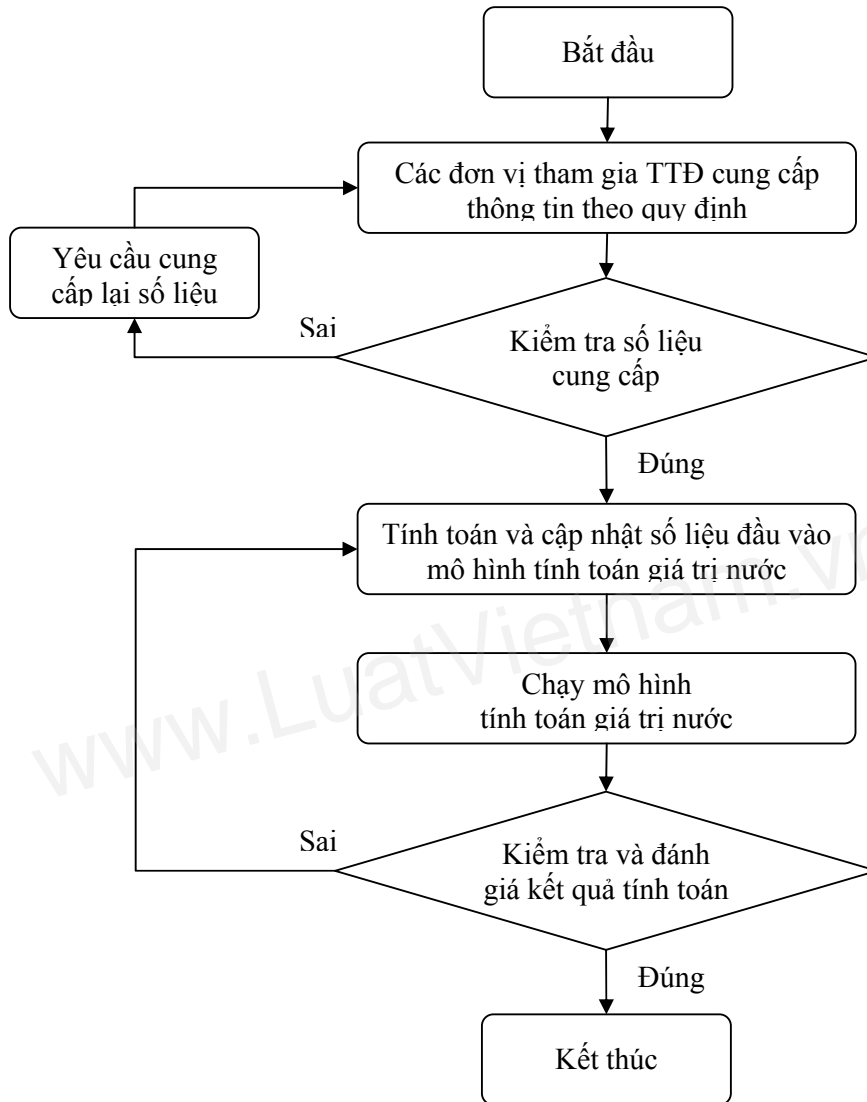 Bắt đầu
Các đơn vị tham gia TTĐ cung cấp
thông tin theo quy định
Yêu cầu cung
cấp lại số liệu
Sai
Kiểm tra số liệu
cung cấp
Đúng
Tính toán và cập nhật số liệu đầu vào
mô hình tính toán giá trị nước
Chạy mô hình
tính toán giá trị nước
Sai
Kiểm tra và đánh
giá kết quả tính toán
Đúng
Kết thúc
www.LuatVietnam.vn